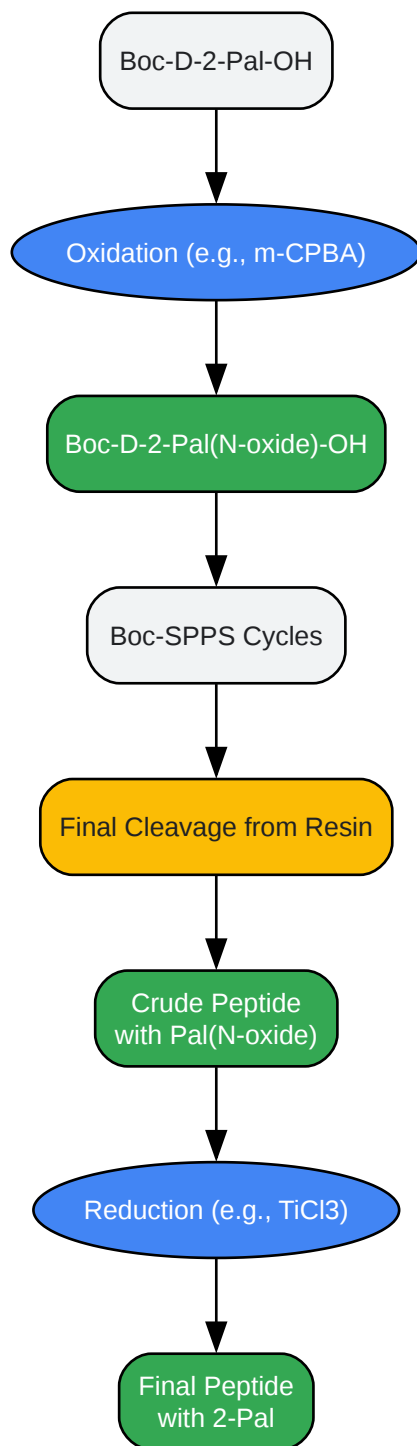 Boc-D-2-Pal-OH
Oxidation (e.g., m-CPBA)
Boc-D-2-Pal(N-oxide)-OH
Boc-SPPS Cycles
Final Cleavage from Resin
Crude Peptide
with Pal(N-oxide)
Reduction (e.g., TiCl3)
Final Peptide
with 2-Pal